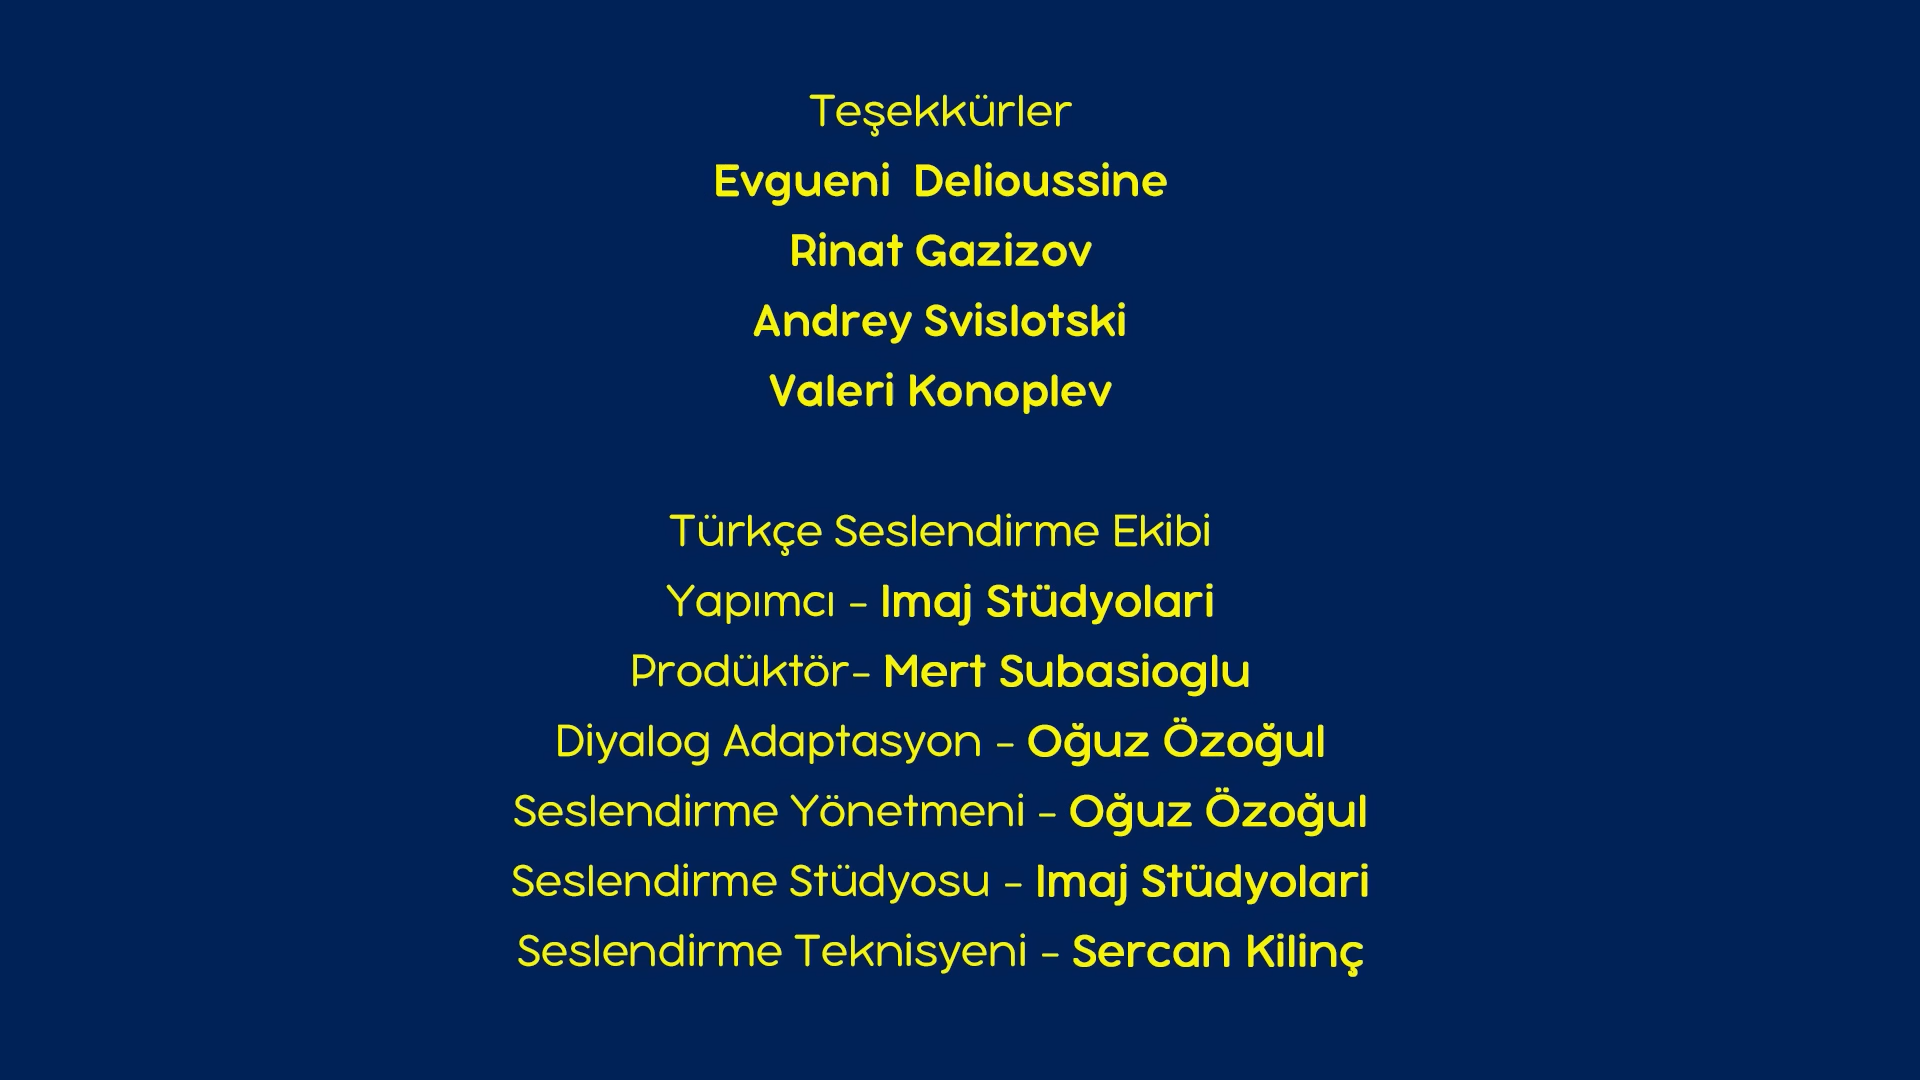 Teşekkürler
Evgueni  Delioussine
Rinat Gazizov
Andrey Svislotski
Valeri Konoplev
Türkçe Seslendirme Ekibi
Yapımcı - Imaj Stüdyolari
Prodüktör- Mert Subasioglu
Diyalog Adaptasyon - Oğuz Özoğul
Seslendirme Yönetmeni - Oğuz Özoğul
Seslendirme Stüdyosu - Imaj Stüdyolari
Seslendirme Teknisyeni - Sercan Kilinç